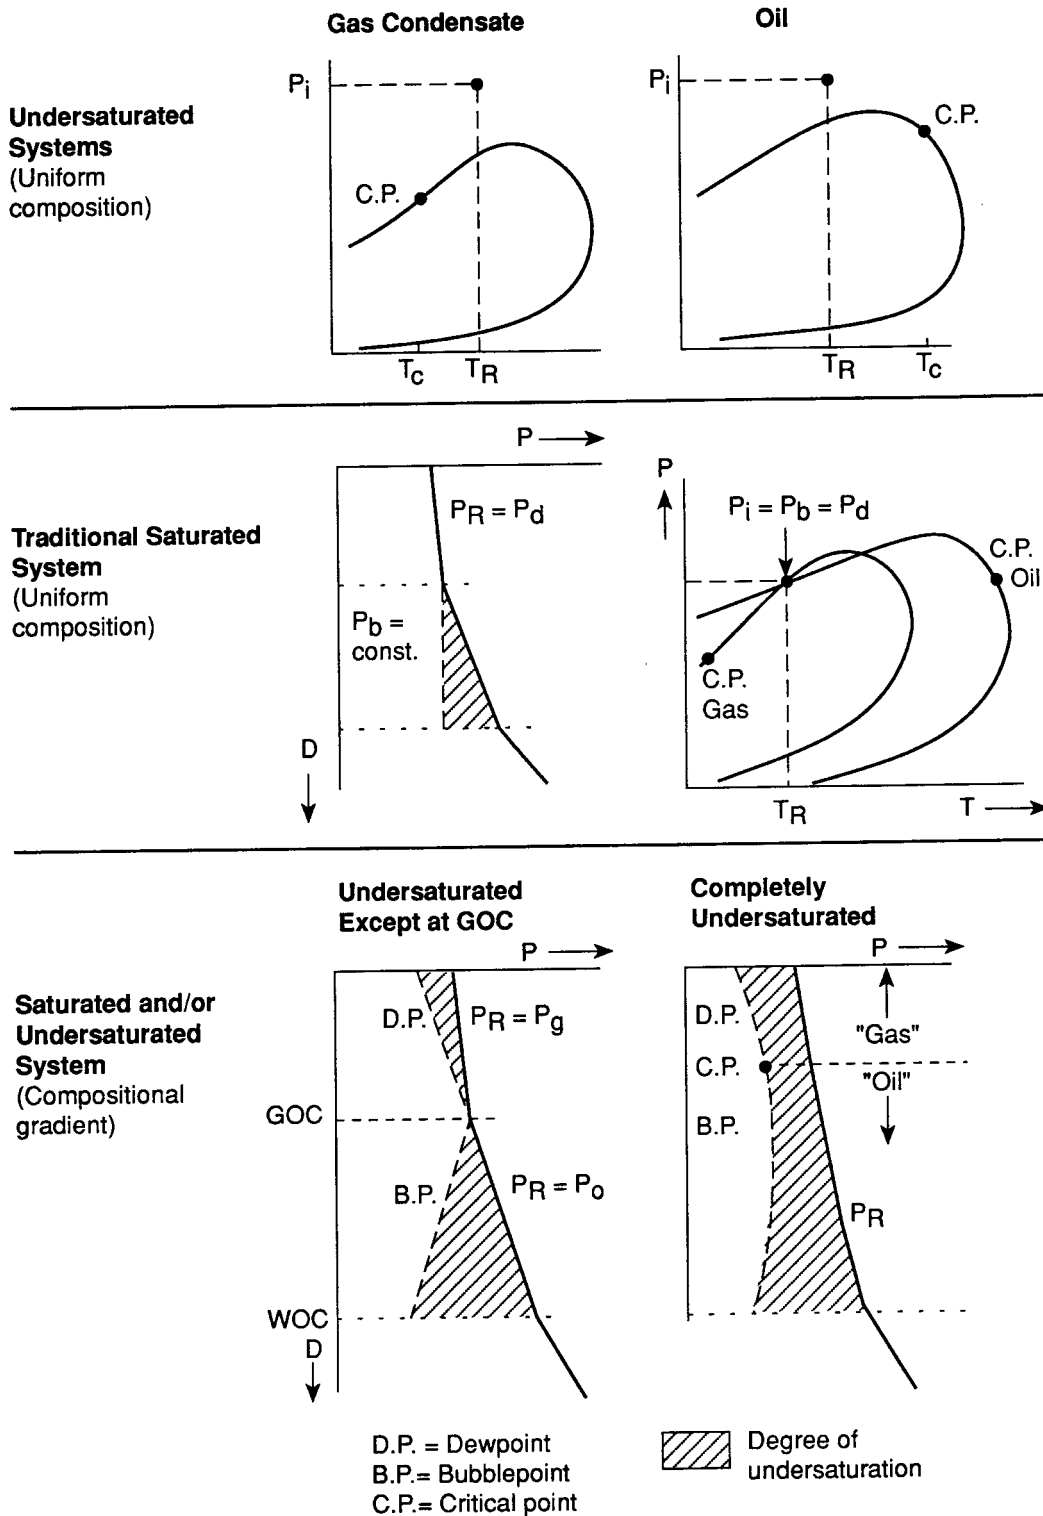 Gas Condensate
Oil
Undersaturated
Systems
(Uniform
composition)
Pi
C.P.
Tc
TR
Pi
C.P.
TR
Tc
Traditional Saturated
System
(Uniform
composition)
P
PR = Pd
Pb =
const.
D
P
Pi = Pb = Pd
C.P.
Oil
C.P.
Gas
TR
T
Saturated and/or
Undersaturated
System
(Compositional
gradient)
Undersaturated
Except at GOC
P
D.P.
PR = Pg
GOC
B.P.
PR = Po
WOC
D
Completely
Undersaturated
P
D.P.
"Gas"
C.P.
"Oil"
B.P.
PR
D.P. = Dewpoint
B.P.= Bubblepoint
C.P.= Critical point
Degree of
undersaturation